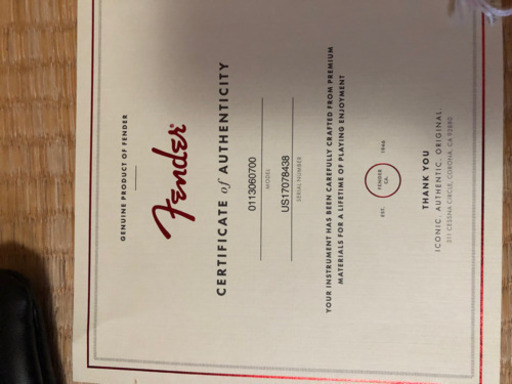 GENUINE PRODUCT OF FENDER
Fender®
CERTIFICATE of AUTHENTICITY
0113060700
MODEL
US17078438
SERIAL NUMBER
YOUR INSTRUMENT HAS BEEN CAREFULLY CRAFTED FROM PREMIUM
MATERIALS FOR A LIFETIME OF PLAYING ENJOYMENT
EST. FENDER 1946
CA.
THANK YOU
ICONIC. AUTHENTIC. ORIGINAL.
311 CESSNA CIRCLE, CORONA, CA 92880